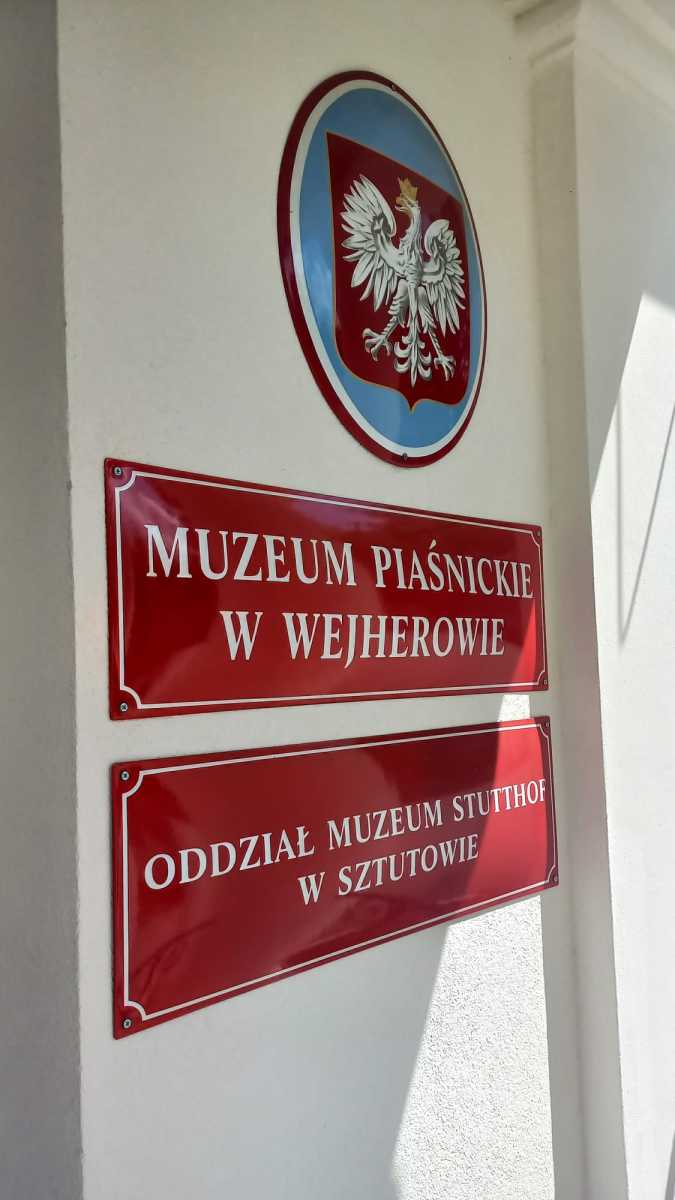 MUZEUM PIAŚNICKIE
W WEJHEROWIE
ODDZIAŁ MUZEUM STUTTHOF
W SZTUTOWIE